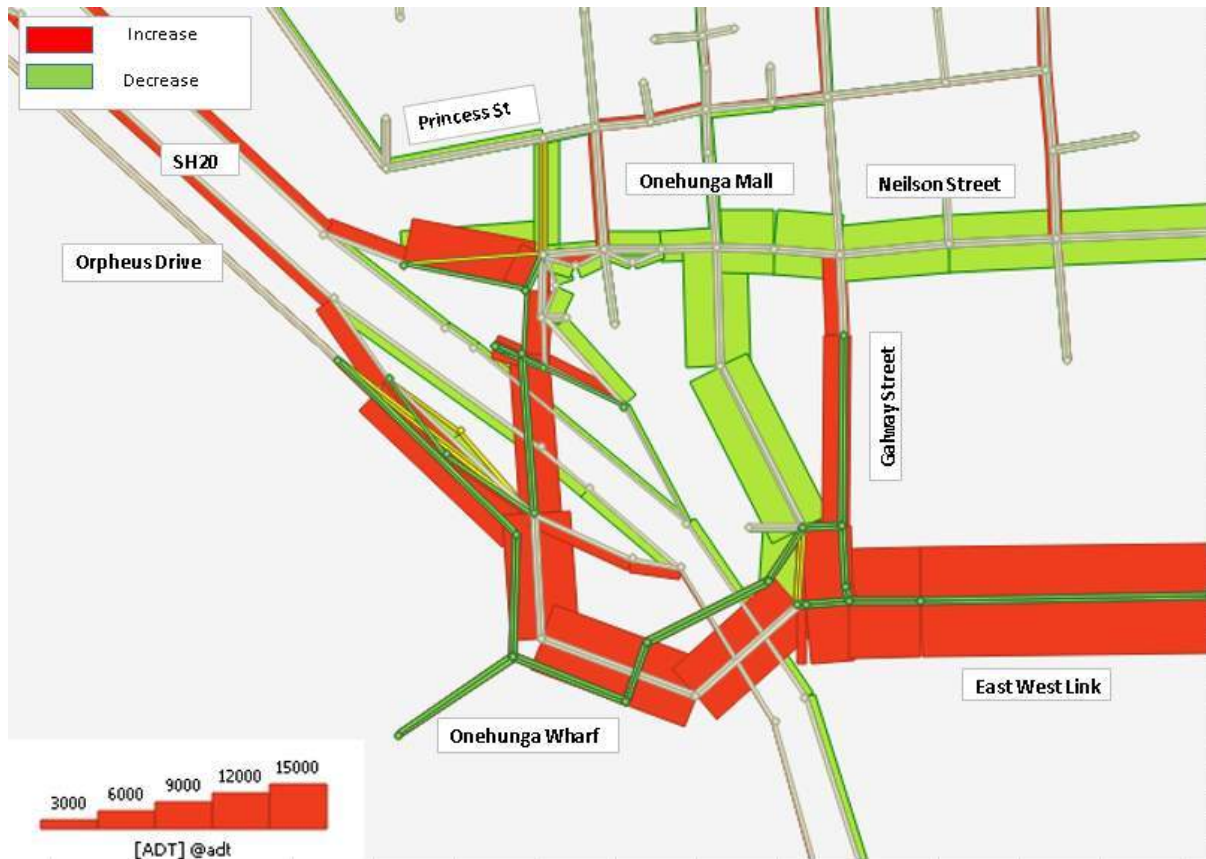 Increase
Decrease
Princess St
SH20
Onehunga Mall
Neilson Street
Orpheus Drive
Galway Street
East West Link
Onehunga Wharf
3000
6000
9000
12000
15000
[ADT] @adt